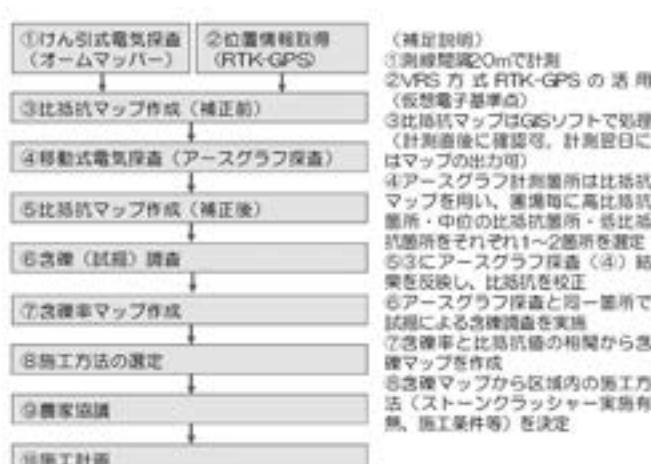 ①けん引式電気探査
（オームマッパー）
②位置情報取得
（RTK-GPS）
③比抵抗マップ作成（補正前）
④移動式電気探査（アースグラフ探査）
⑤比抵抗マップ作成（補正後）
⑥含礫（試掘）調査
⑦含礫率マップ作成
⑧施工方法の選定
⑨農家協議
⑩施工計画
（補足説明）
①測線間隔20mで計測
②VRS方式RTK-GPSの活用
（仮想電子基準点）
③比抵抗マップはGISソフトで処理
（計測直後に確認可、計測翌日に
はマップの出力可）
④アースグラフ計測箇所は比抵抗
マップを用い、圃場毎に高比抵抗
箇所・中位の比抵抗箇所・低比抵
抗箇所をそれぞれ1〜2箇所を選定
⑤③にアースグラフ探査（④）結
果を反映し、比抵抗を校正
⑥アースグラフ探査と同一箇所で
試掘による含礫調査を実施
⑦含礫率と比抵抗値の相関から含
礫マップを作成
⑧含礫マップから区域内の施工方
法（ストーンクラッシャー実施有
無、施工条件等）を決定